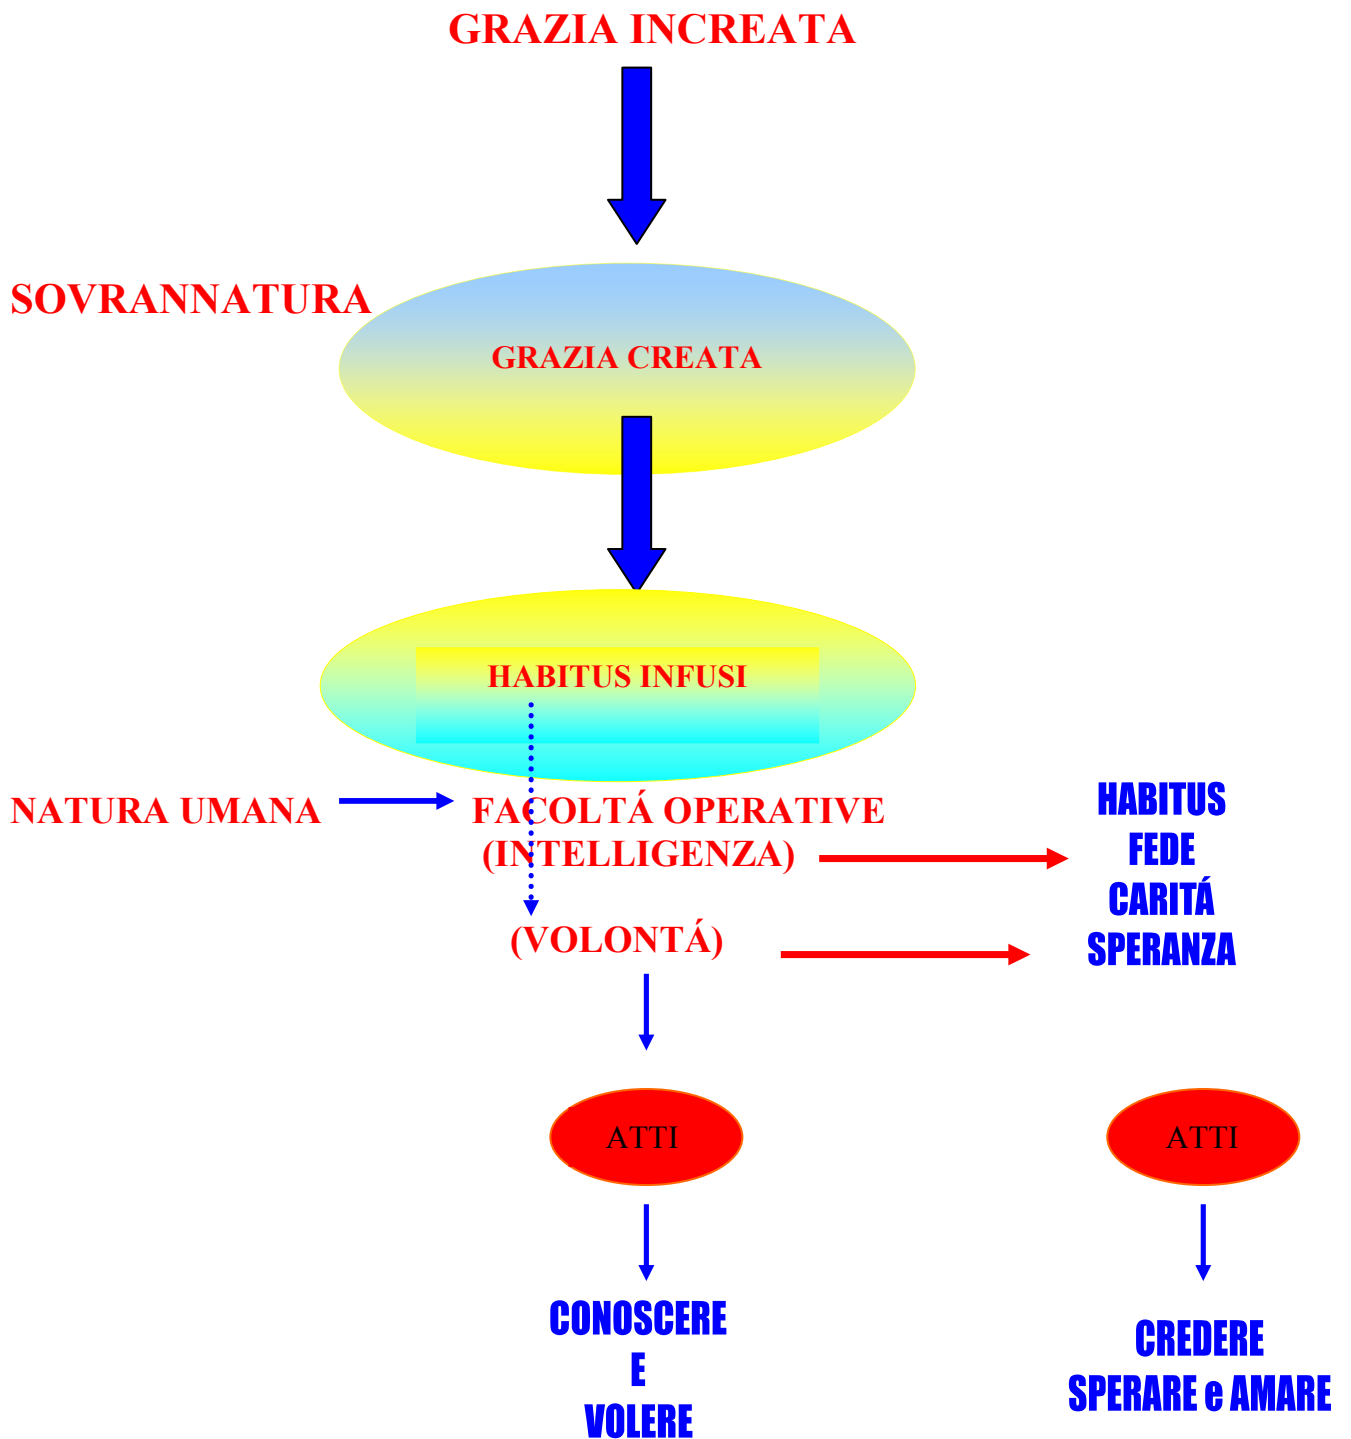 GRAZIA INCREATA
SOVRANNATURA
GRAZIA CREATA
HABITUS INFUSI
NATURA UMANA
FACOLTÁ OPERATIVE
(INTELLIGENZA)
(VOLONTÁ)
HABITUS
FEDE
CARITÁ
SPERANZA
ATTI
ATTI
CONOSCERE
E
VOLERE
CREDERE
SPERARE e AMARE